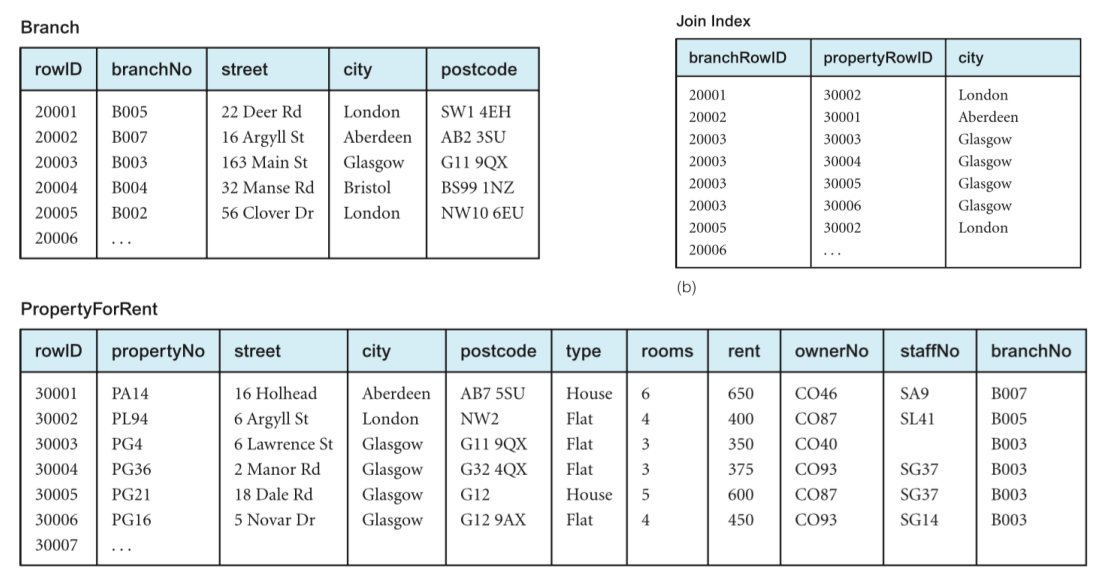 Branch
rowID branchNo street city postcode
20001 B005 22 Deer Rd London SW1 4EH
20002 B007 16 Argyll St Aberdeen AB2 3SU
20003 B003 163 Main St Glasgow G11 9QX
20004 B004 32 Manse Rd Bristol BS99 1NZ
20005 B002 56 Clover Dr London NW10 6EU
20006 . . .
Join Index
branchRowID propertyRowID city
20001 30002 London
20002 30001 Aberdeen
20003 30003 Glasgow
20003 30004 Glasgow
20003 30005 Glasgow
20003 30006 Glasgow
20005 30002 London
20006 . . .
(b)
PropertyForRent
rowID propertyNo street city postcode type rooms rent ownerNo staffNo branchNo
30001 PA14 16 Holhead Aberdeen AB7 5SU House 6 650 CO46 SA9 B007
30002 PL94 6 Argyll St London NW2 Flat 4 400 CO87 SL41 B005
30003 PG4 6 Lawrence St Glasgow G11 9QX Flat 3 350 CO40 B003
30004 PG36 2 Manor Rd Glasgow G32 4QX Flat 3 375 CO93 SG37 B003
30005 PG21 18 Dale Rd Glasgow G12 House 5 600 CO87 SG37 B003
30006 PG16 5 Novar Dr Glasgow G12 9AX Flat 4 450 CO93 SG14 B003
30007 . . .